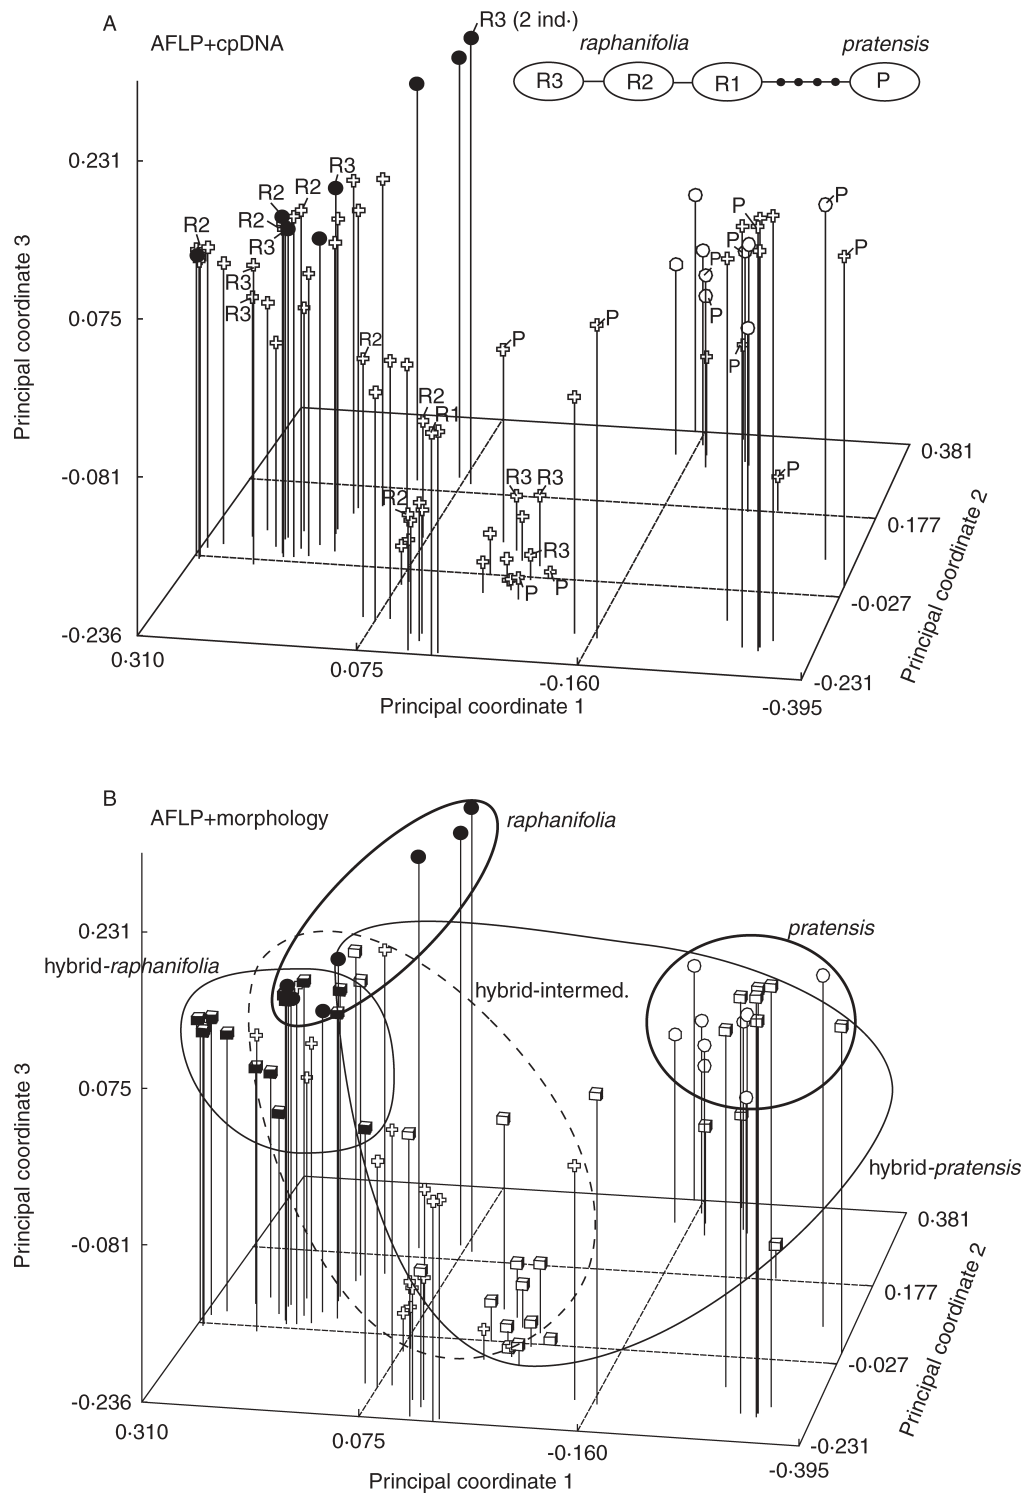 A
AFLP+cpDNA
R3 (2 ind·)
raphanifolia
pratensis
R3
R2
R1
P
Principal coordinate 3
0·231
0·075
-0·081
-0·236
R2
R2
R2
R3
R2
R3
R3
R3
R2
R2
R1
R2
R3
R3
R3
P
P
P
P
P
P
P
P
P
P
P
P
0·310
0·075
-0·160
-0·395
Principal coordinate 1
0·381
0·177
-0·027
-0·231
Principal coordinate 2
B
AFLP+morphology
raphanifolia
pratensis
hybrid-raphanifolia
hybrid-intermed.
hybrid-pratensis
Principal coordinate 3
0·231
0·075
-0·081
-0·236
0·310
0·075
-0·160
-0·395
Principal coordinate 1
0·381
0·177
-0·027
-0·231
Principal coordinate 2